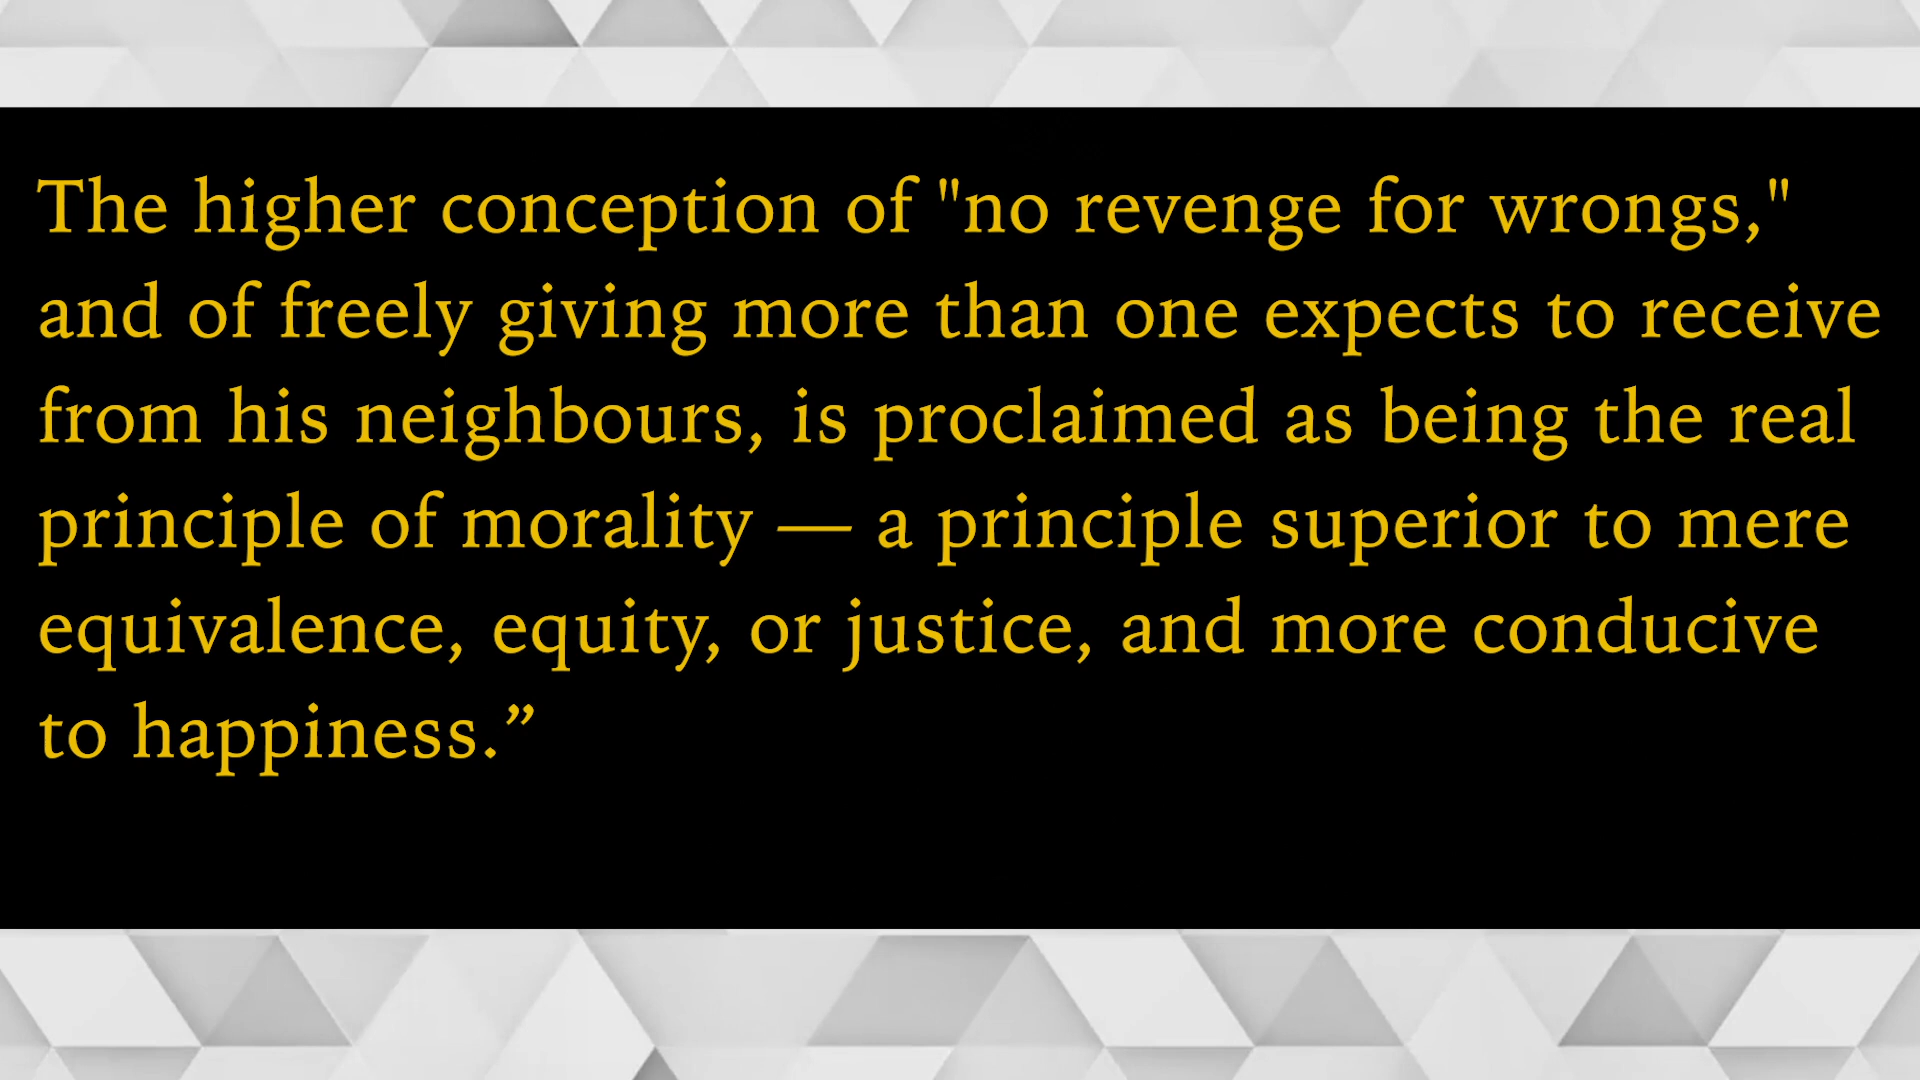 The higher conception of "no revenge for wrongs,"
and of freely giving more than one expects to receive
from his neighbours, is proclaimed as being the real
principle of morality — a principle superior to mere
equivalence, equity, or justice, and more conducive
to happiness.”